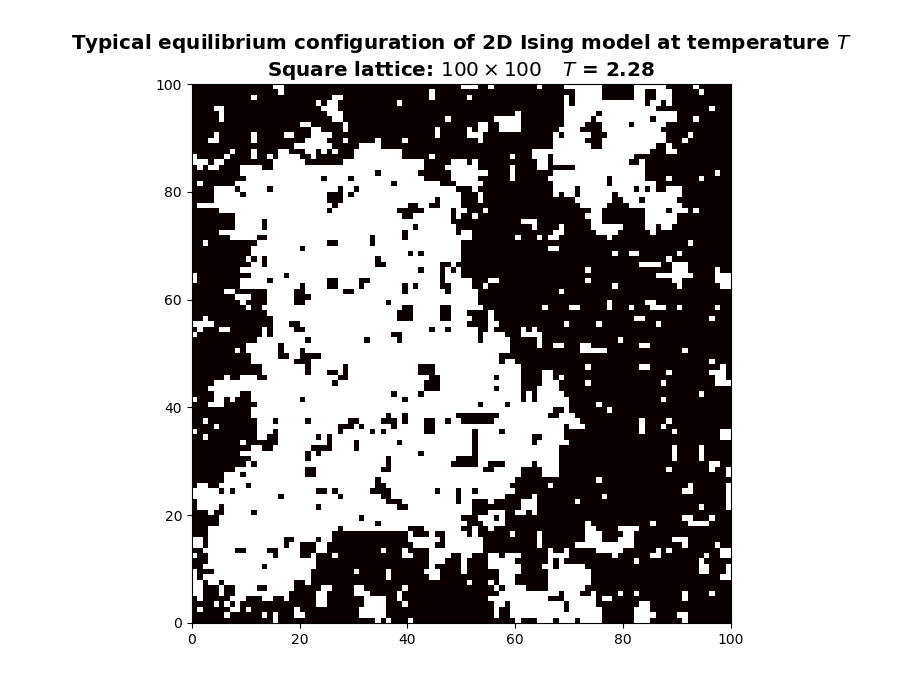 Typical equilibrium configuration of 2D Ising model at temperature T
Square lattice: 100 × 100 T = 2.28
100
80
60
40
20
0
0 20 40 60 80 100